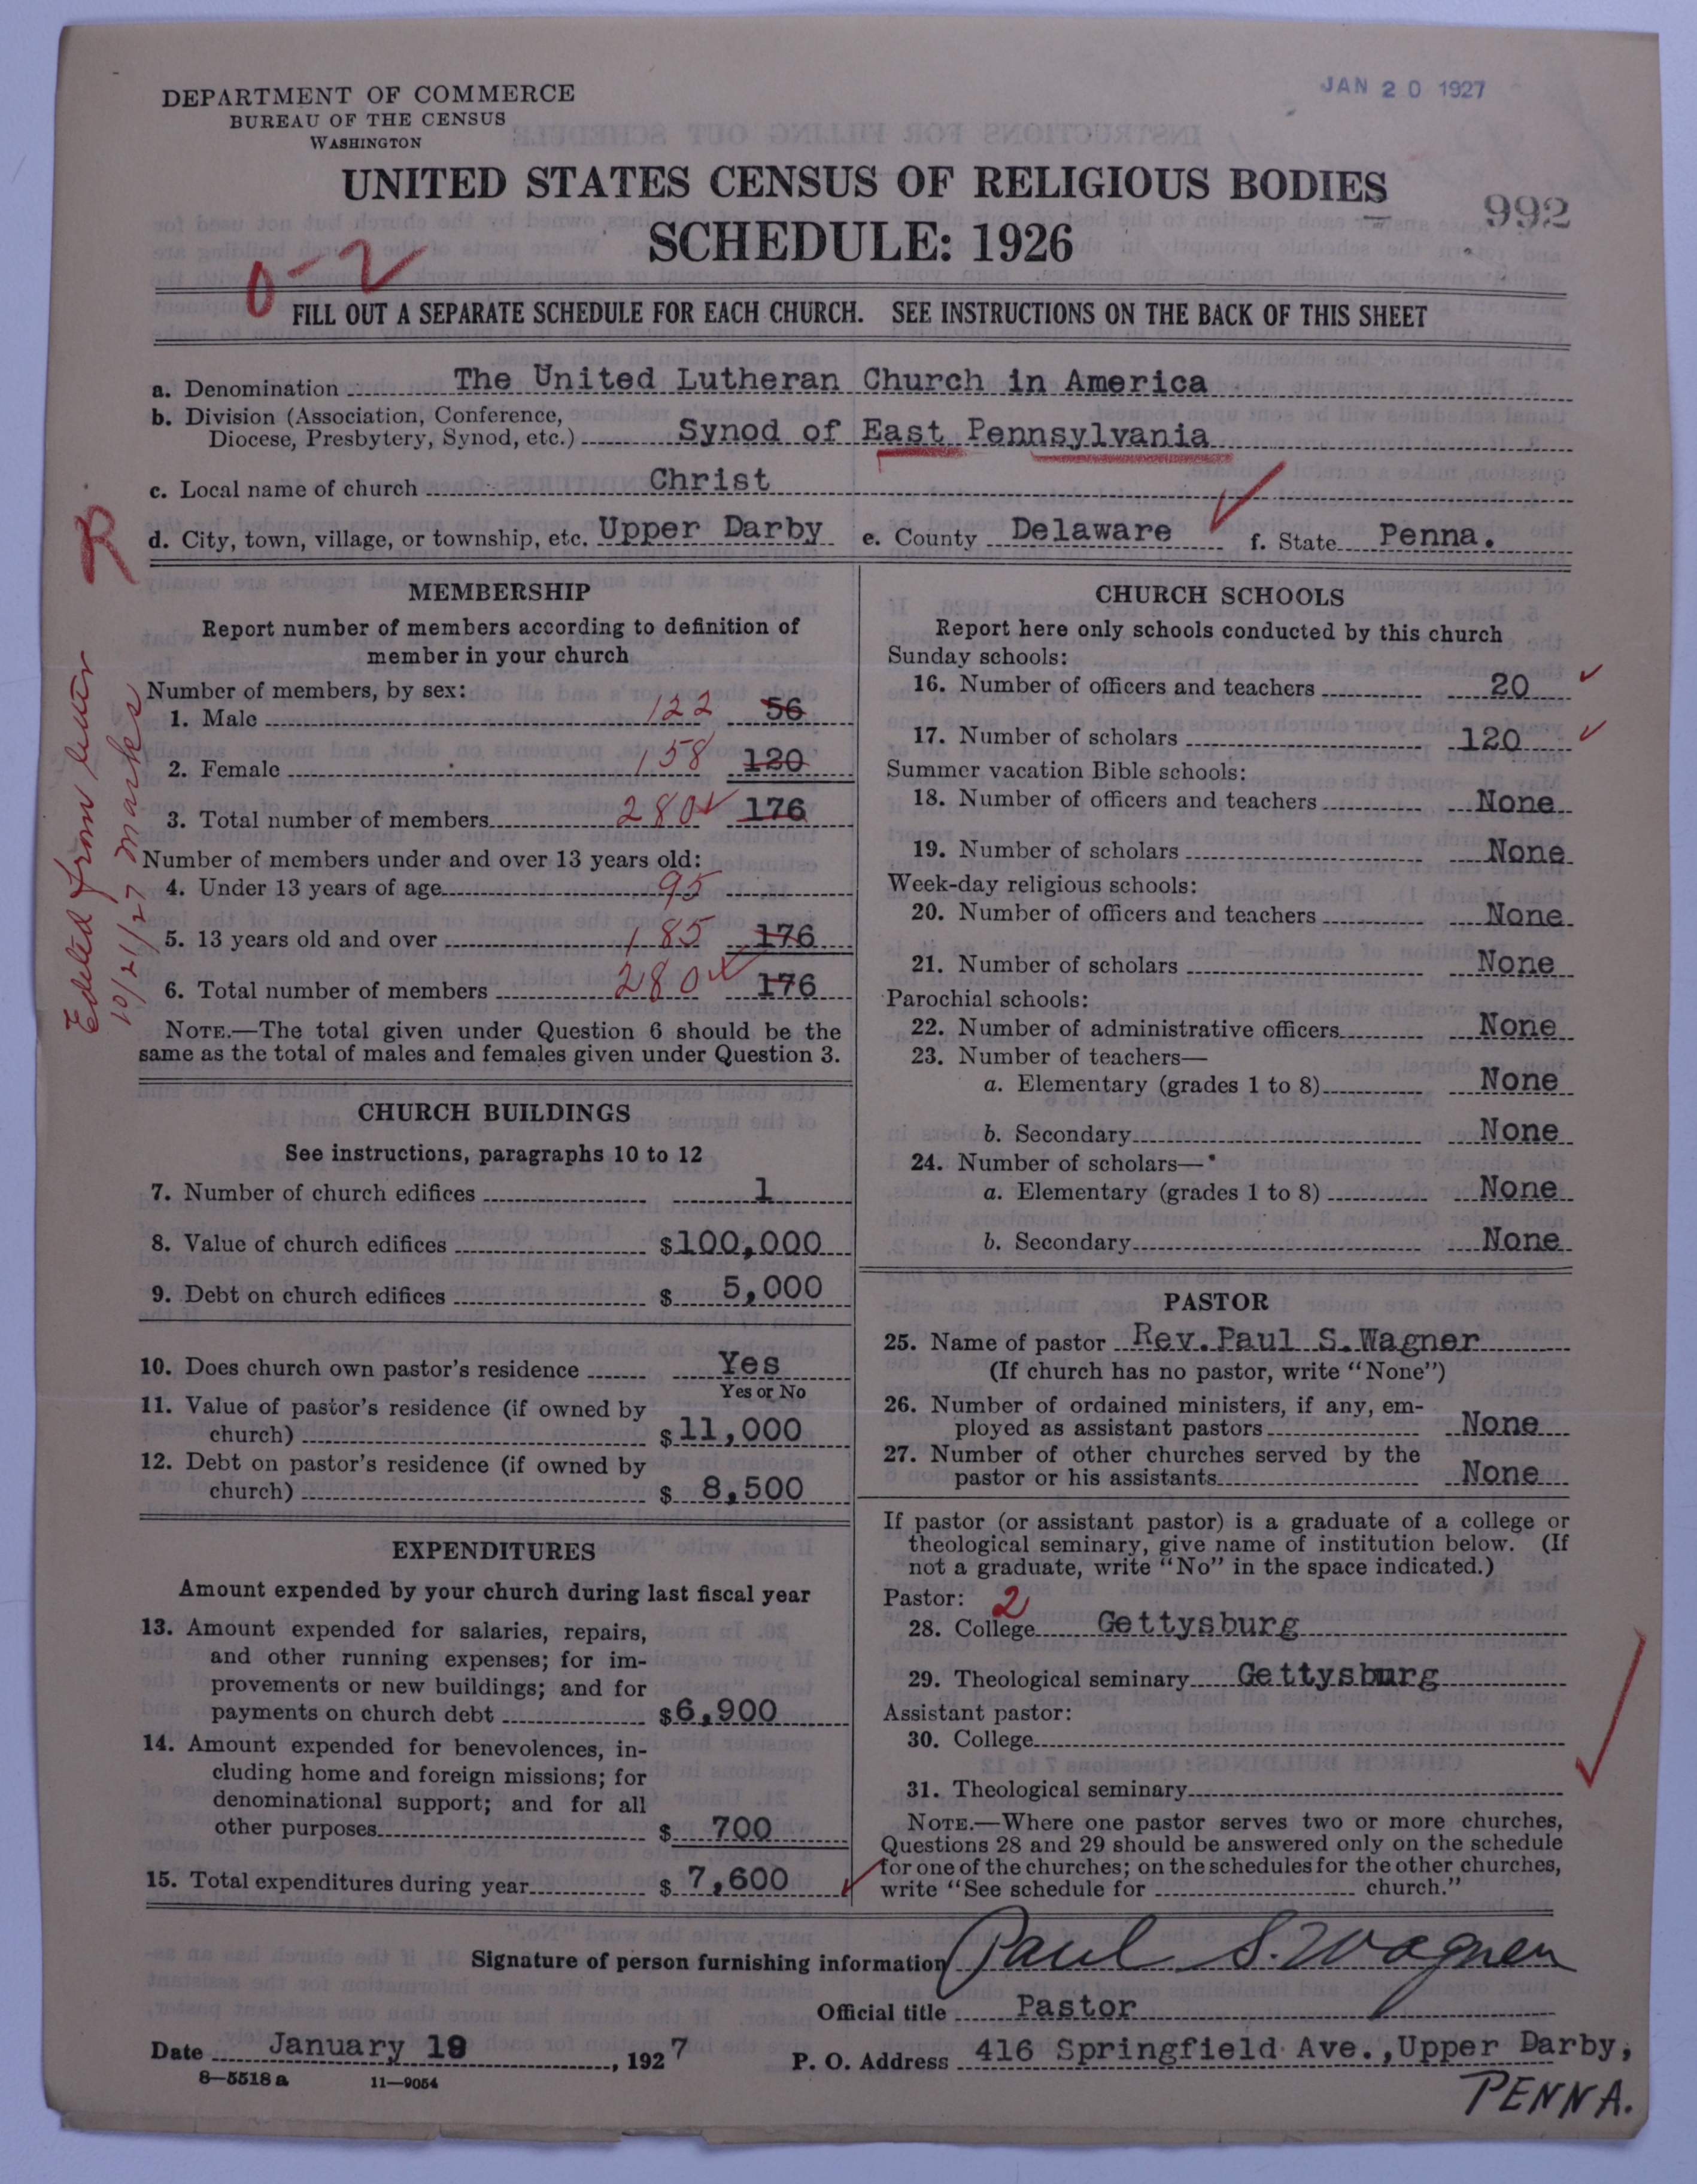 JAN 20 1927
DEPARTMENT OF COMMERCE
BUREAU OF THE CENSUS
WASHINGTON
UNITED STATES CENSUS OF RELIGIOUS BODIES
992
SCHEDULE: 1926
0-2
FILL OUT A SEPARATE SCHEDULE FOR EACH CHURCH. SEE INSTRUCTIONS ON THE BACK OF THIS SHEET
a. Denomination The United Lutheran Church in America
b. Division (Association, Conference,
Diocese, Presbytery, Synod, etc.) Synod of East Pennsylvania
c. Local name of church Christ
d. City, town, village, or township, etc. Upper Darby e. County Delaware f. State Penna.
R
Edited from letter
10/21/27 Marks
MEMBERSHIP
Report number of members according to definition of
member in your church
Number of members, by sex:
1. Male 122 56
2. Female 158 120
3. Total number of members 280 176
Number of members under and over 13 years old:
4. Under 13 years of age 95
5. 13 years old and over 185 176
6. Total number of members 280 176
NOTE.—The total given under Question 6 should be the
same as the total of males and females given under Question 3.
CHURCH BUILDINGS
See instructions, paragraphs 10 to 12
7. Number of church edifices 1
8. Value of church edifices $100,000
9. Debt on church edifices $ 5,000
10. Does church own pastor's residence Yes
Yes or No
11. Value of pastor's residence (if owned by
church) $11,000
12. Debt on pastor's residence (if owned by
church) $ 8,500
EXPENDITURES
Amount expended by your church during last fiscal year
13. Amount expended for salaries, repairs,
and other running expenses; for im-
provements or new buildings; and for
payments on church debt $6,900
14. Amount expended for benevolences, in-
cluding home and foreign missions; for
denominational support; and for all
other purposes $ 700
15. Total expenditures during year $ 7,600
CHURCH SCHOOLS
Report here only schools conducted by this church
Sunday schools:
16. Number of officers and teachers 20
17. Number of scholars 120
Summer vacation Bible schools:
18. Number of officers and teachers None
19. Number of scholars None
Week-day religious schools:
20. Number of officers and teachers None
21. Number of scholars None
Parochial schools:
22. Number of administrative officers None
23. Number of teachers—
a. Elementary (grades 1 to 8) None
b. Secondary None
24. Number of scholars—
a. Elementary (grades 1 to 8) None
b. Secondary None
PASTOR
25. Name of pastor Rev. Paul S. Wagner
(If church has no pastor, write "None")
26. Number of ordained ministers, if any, em-
ployed as assistant pastors None
27. Number of other churches served by the
pastor or his assistants None
If pastor (or assistant pastor) is a graduate of a college or
theological seminary, give name of institution below. (If
not a graduate, write "No" in the space indicated.)
Pastor: 2
28. College Gettysburg
29. Theological seminary Gettysburg
Assistant pastor:
30. College
31. Theological seminary
NOTE.—Where one pastor serves two or more churches,
Questions 28 and 29 should be answered only on the schedule
for one of the churches; on the schedules for the other churches,
write "See schedule for church."
Signature of person furnishing information Paul S. Wagner
Official title Pastor
Date January 19, 1927 P. O. Address 416 Springfield Ave., Upper Darby,
8—5518a 11—9054
PENNA.